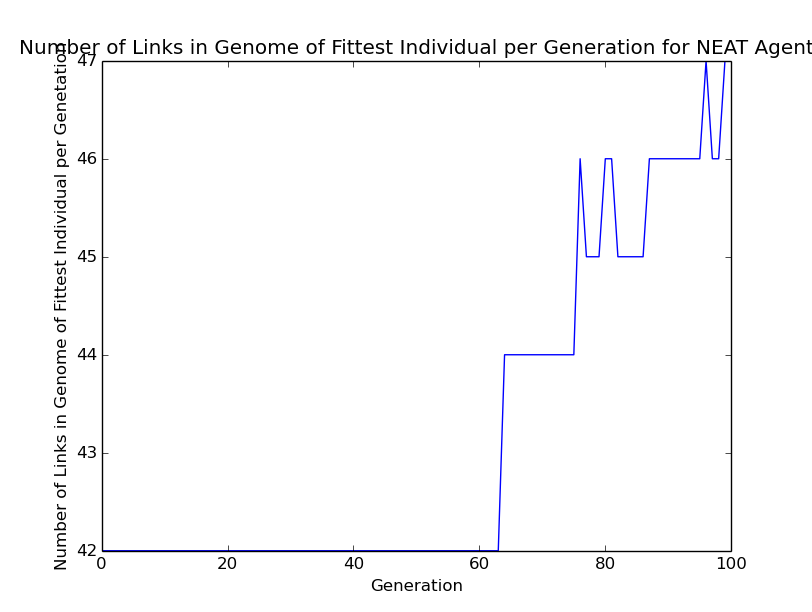 Number of Links in Genome of Fittest Individual per Generation for NEAT Agent
Number of Links in Genome of Fittest Individual per Genetation
47
46
45
44
43
42
0 20 40 60 80 100
Generation